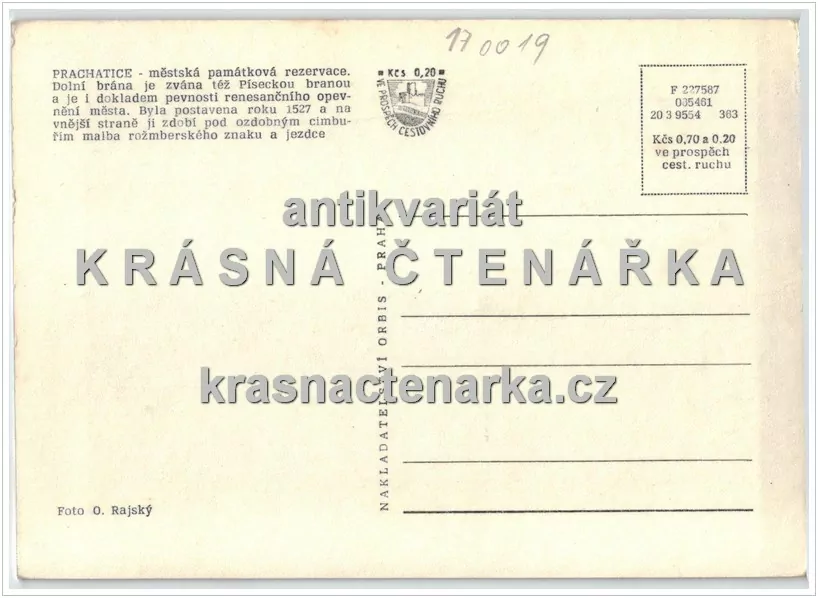 17 0019
PRACHATICE - městská památková rezervace.
Dolní brána je zvána též Píseckou branou
a je i dokladem pevnosti renesančního opev-
nění města. Byla postavena roku 1527 a na
vnější straně ji zdobí pod ozdobným cimbu-
řím malba rožmberského znaku a jezdce
Kčs 0,20
VE PROSPĚCH CESTOVNÍHO RUCHU
F 227587
005461
20 3 9554 363
Kčs 0,70 a 0.20
ve prospěch
cest. ruchu
antikvariát
KRÁSNÁ ČTENÁŘKA
krasnactenarka.cz
NAKLADATELSTVÍ ORBIS - PRAHA
Foto O. Rajský